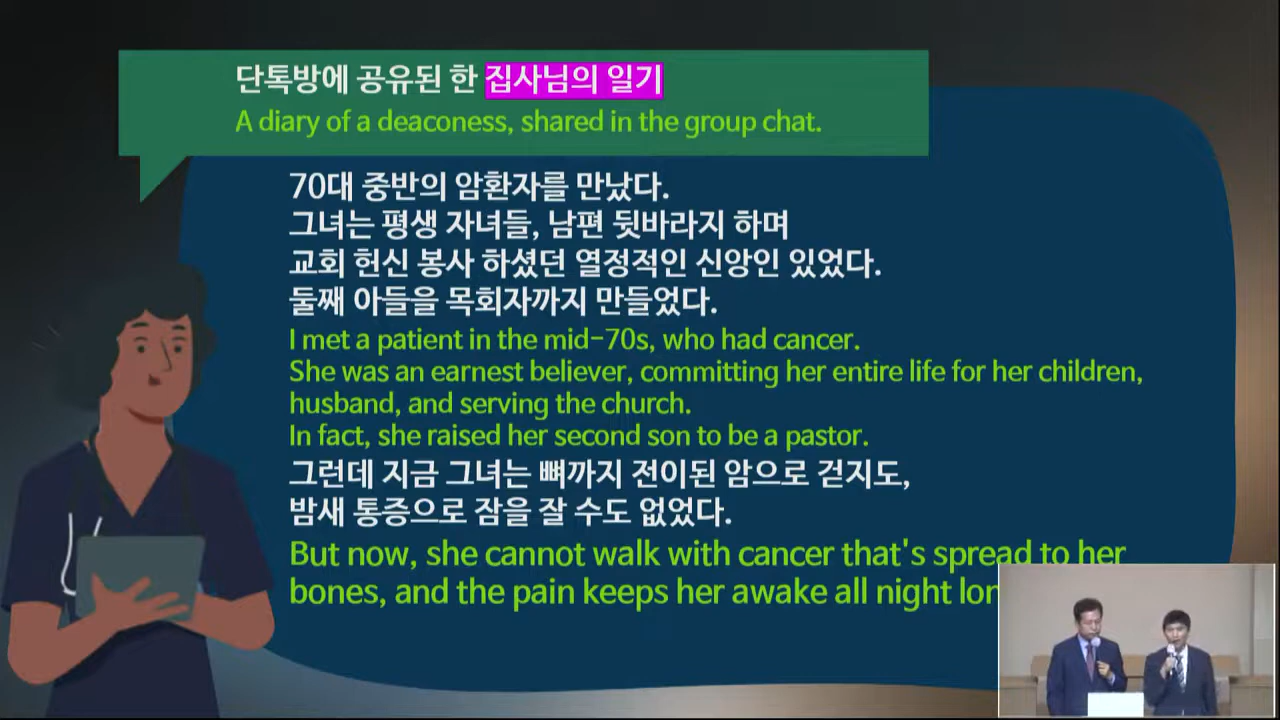 단톡방에 공유된 한 집사님의 일기
A diary of a deaconess, shared in the group chat.
70대 중반의 암환자를 만났다.
그녀는 평생 자녀들, 남편 뒷바라지 하며
교회 헌신 봉사 하셨던 열정적인 신앙인 있었다.
둘째 아들을 목회자까지 만들었다.
I met a patient in the mid-70s, who had cancer.
She was an earnest believer, committing her entire life for her children,
husband, and serving the church.
In fact, she raised her second son to be a pastor.
그런데 지금 그녀는 뼈까지 전이된 암으로 걷지도,
밤새 통증으로 잠을 잘 수도 없었다.
But now, she cannot walk with cancer that's spread to her
bones, and the pain keeps her awake all night